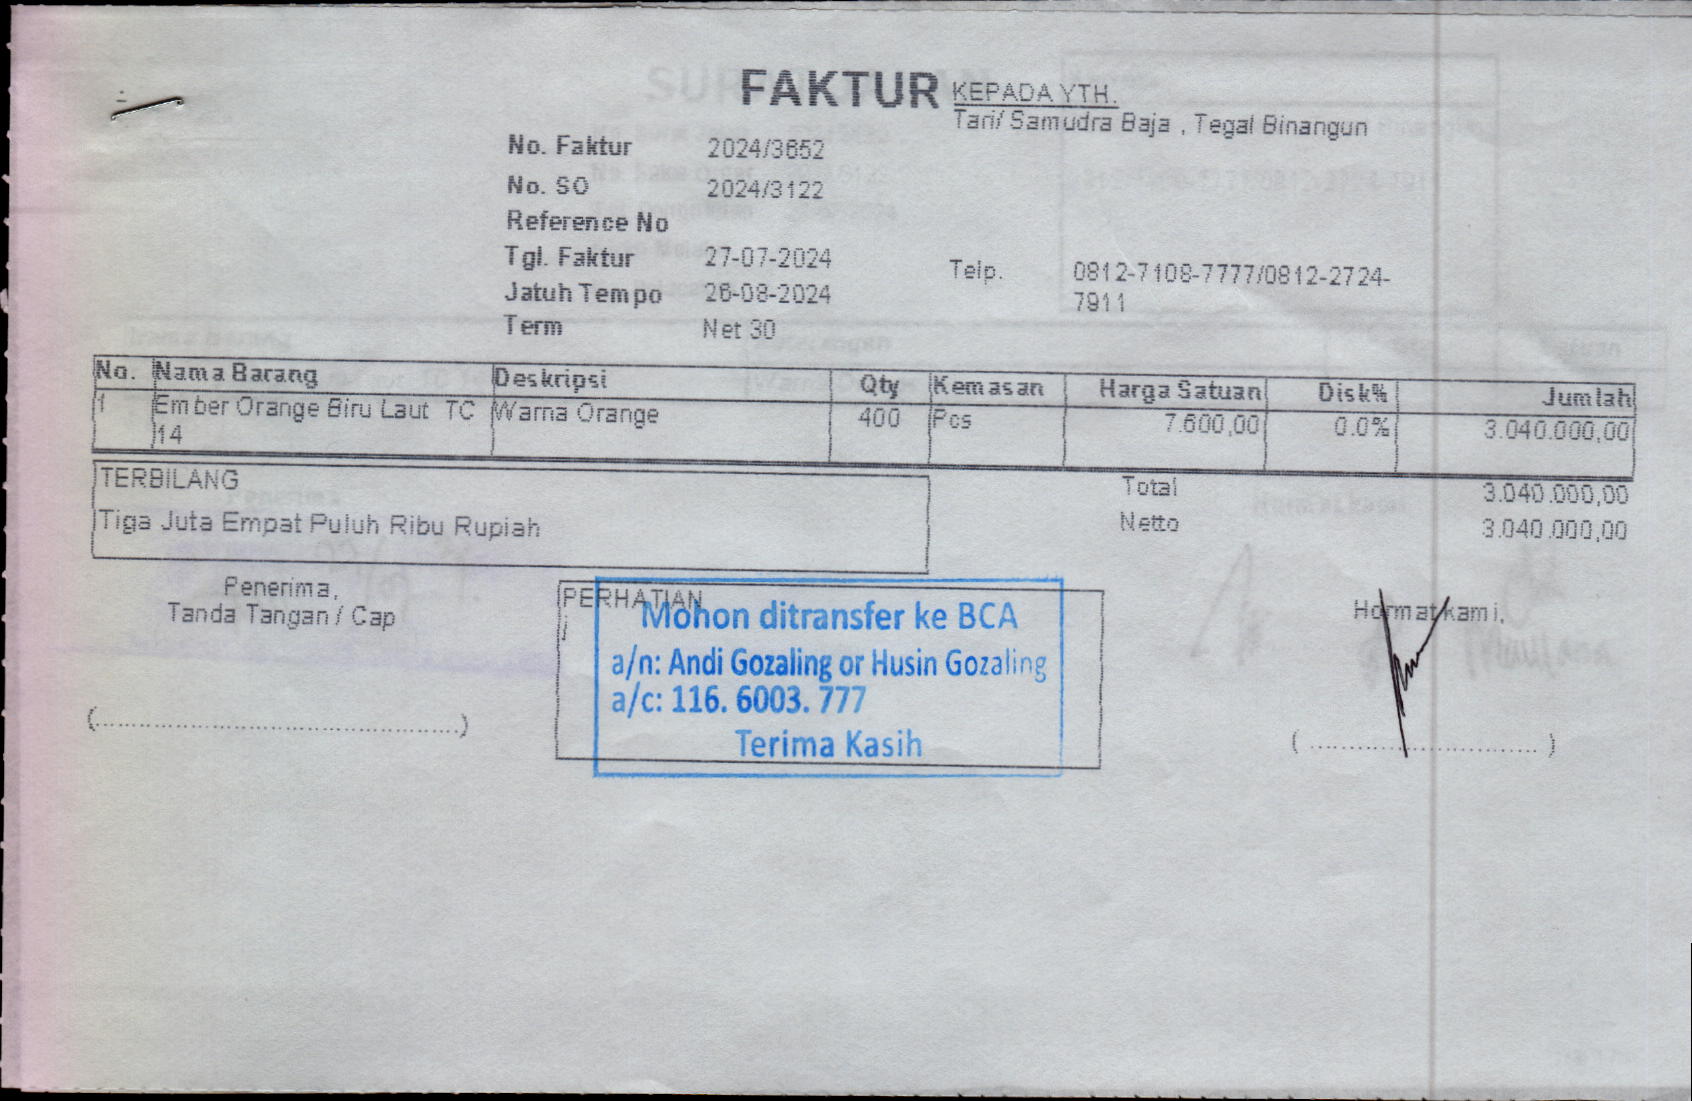 FAKTUR
KEPADA YTH.
Tari/ Samudra Baja , Tegal Binangun
No. Faktur 2024/3652
No. SO 2024/3122
Reference No
Tgl. Faktur 27-07-2024
Telp. 0812-7108-7777/0812-2724-
7911
Jatuh Tempo 26-08-2024
Term Net 30
No. Nama Barang Deskripsi Qty Kemasan Harga Satuan Disk% Jumlah
1 Ember Orange Biru Laut TC Warna Orange 400 Pcs 7.600,00 0.0% 3.040.000,00
14
TERBILANG
Tiga Juta Empat Puluh Ribu Rupiah
Total 3.040.000,00
Netto 3.040.000,00
Penerima,
Tanda Tangan / Cap
(..........................................)
PERHATIAN
Mohon ditransfer ke BCA
a/n: Andi Gozaling or Husin Gozaling
a/c: 116. 6003. 777
Terima Kasih
Hormat kami,
( .......................... )